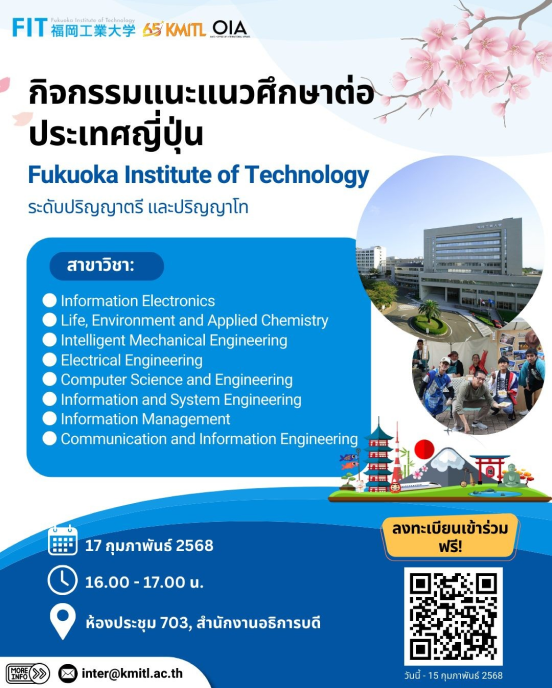 FIT Fukuoka Institute of Technology
福岡工業大学
65 KMITL OIA
กิจกรรมแนะแนวศึกษาต่อ
ประเทศญี่ปุ่น
Fukuoka Institute of Technology
ระดับปริญญาตรี และปริญญาโท
สาขาวิชา:
Information Electronics
Life, Environment and Applied Chemistry
Intelligent Mechanical Engineering
Electrical Engineering
Computer Science and Engineering
Information and System Engineering
Information Management
Communication and Information Engineering
17 กุมภาพันธ์ 2568
16.00 - 17.00 น.
ห้องประชุม 703, สำนักงานอธิการบดี
ลงทะเบียนเข้าร่วม
ฟรี!
วันนี้ - 15 กุมภาพันธ์ 2568
MORE
INFO
inter@kmitl.ac.th